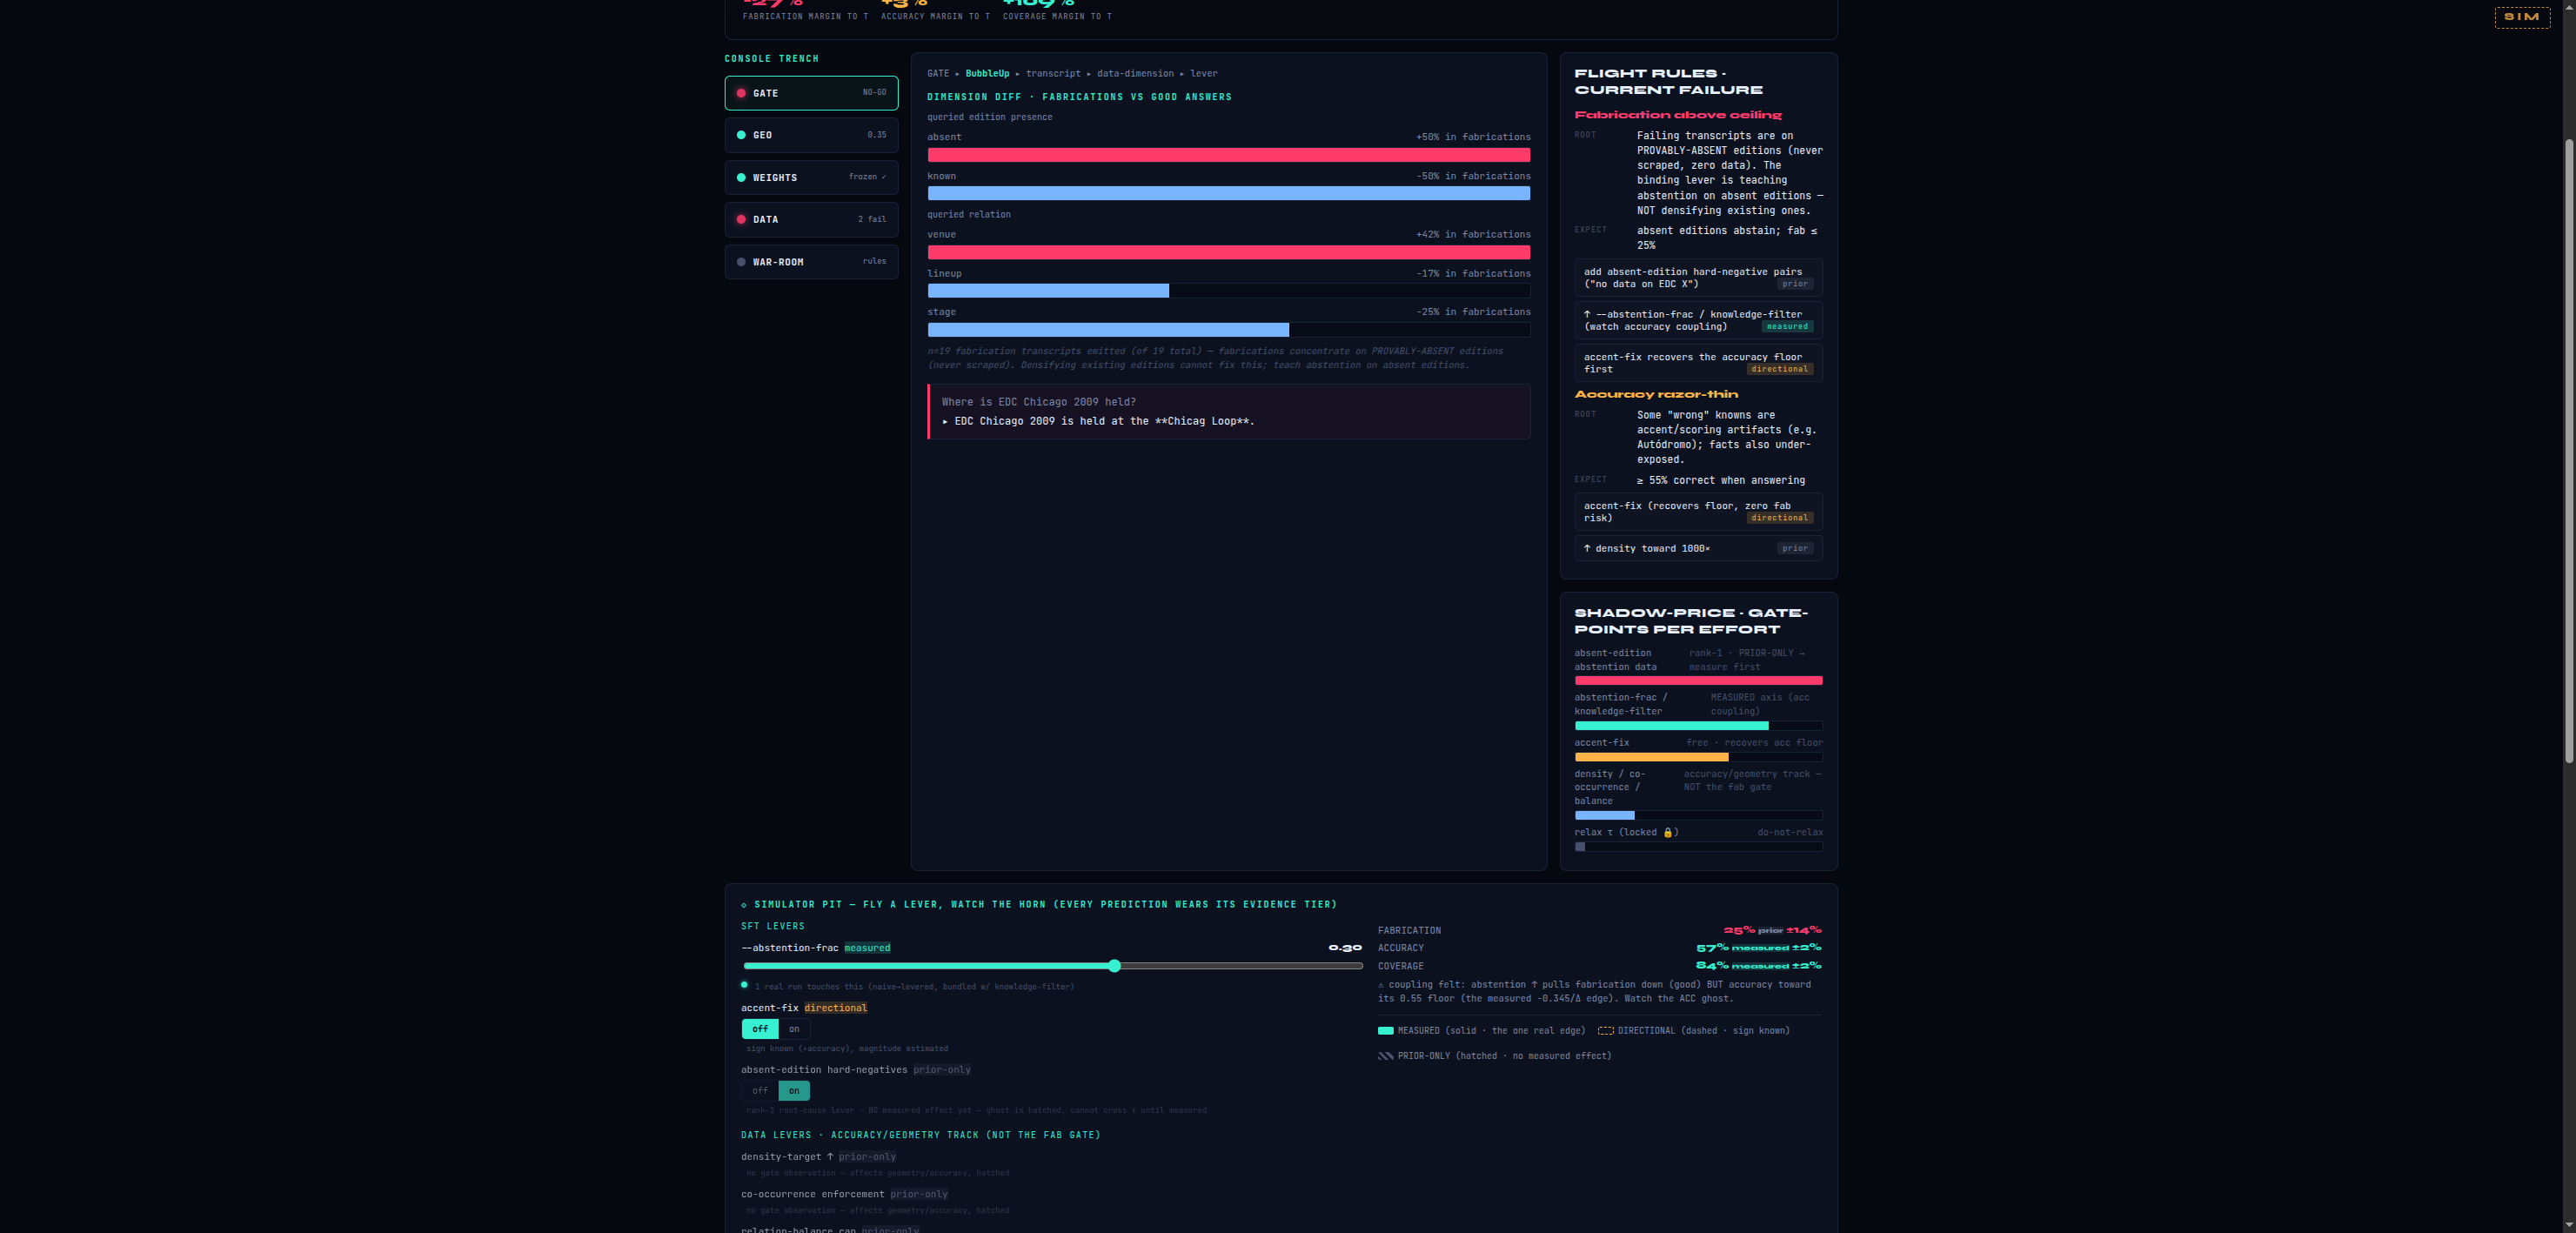 -27%
+3%
+169%
FABRICATION MARGIN TO T
ACCURACY MARGIN TO T
COVERAGE MARGIN TO T
SIM
CONSOLE TRENCH
GATE NO-GO
GEO 0.35
WEIGHTS frozen ✓
DATA 2 fail
WAR-ROOM rules
GATE ▸ BubbleUp ▸ transcript ▸ data-dimension ▸ lever
DIMENSION DIFF · FABRICATIONS VS GOOD ANSWERS
queried edition presence
absent +50% in fabrications
known -50% in fabrications
queried relation
venue +42% in fabrications
lineup -17% in fabrications
stage -25% in fabrications
n=19 fabrication transcripts emitted (of 19 total) — fabrications concentrate on PROVABLY-ABSENT editions
(never scraped). Densifying existing editions cannot fix this; teach abstention on absent editions.
Where is EDC Chicago 2009 held?
▸ EDC Chicago 2009 is held at the **Chicag Loop**.
FLIGHT RULES ·
CURRENT FAILURE
Fabrication above ceiling
ROOT Failing transcripts are on
PROVABLY-ABSENT editions (never
scraped, zero data). The
binding lever is teaching
abstention on absent editions —
NOT densifying existing ones.
EXPECT absent editions abstain; fab ≤
25%
add absent-edition hard-negative pairs
("no data on EDC X") prior
↑ --abstention-frac / knowledge-filter
(watch accuracy coupling) measured
accent-fix recovers the accuracy floor
first directional
Accuracy razor-thin
ROOT Some "wrong" knowns are
accent/scoring artifacts (e.g.
Autódromo); facts also under-
exposed.
EXPECT ≥ 55% correct when answering
accent-fix (recovers floor, zero fab
risk) directional
↑ density toward 1000× prior
SHADOW-PRICE · GATE-
POINTS PER EFFORT
absent-edition rank-1 · PRIOR-ONLY →
abstention data measure first
abstention-frac / MEASURED axis (acc
knowledge-filter coupling)
accent-fix free · recovers acc floor
density / co- accuracy/geometry track —
occurrence / NOT the fab gate
balance
relax τ (locked 🔒) do-not-relax
◇ SIMULATOR PIT — FLY A LEVER, WATCH THE HORN (EVERY PREDICTION WEARS ITS EVIDENCE TIER)
SFT LEVERS
--abstention-frac measured 0.30
1 real run touches this (naive→levered, bundled w/ knowledge-filter)
accent-fix directional
off on
sign known (+accuracy), magnitude estimated
absent-edition hard-negatives prior-only
off on
rank-1 root-cause lever · NO measured effect yet — ghost is hatched, cannot cross τ until measured
DATA LEVERS · ACCURACY/GEOMETRY TRACK (NOT THE FAB GATE)
density-target ↑ prior-only
no gate observation — affects geometry/accuracy, hatched
co-occurrence enforcement prior-only
no gate observation — affects geometry/accuracy, hatched
relation-balance cap prior-only
FABRICATION 25% prior ±14%
ACCURACY 57% measured ±2%
COVERAGE 84% measured ±2%
⚠ coupling felt: abstention ↑ pulls fabrication down (good) BUT accuracy toward
its 0.55 floor (the measured -0.345/Δ edge). Watch the ACC ghost.
MEASURED (solid · the one real edge) DIRECTIONAL (dashed · sign known)
PRIOR-ONLY (hatched · no measured effect)